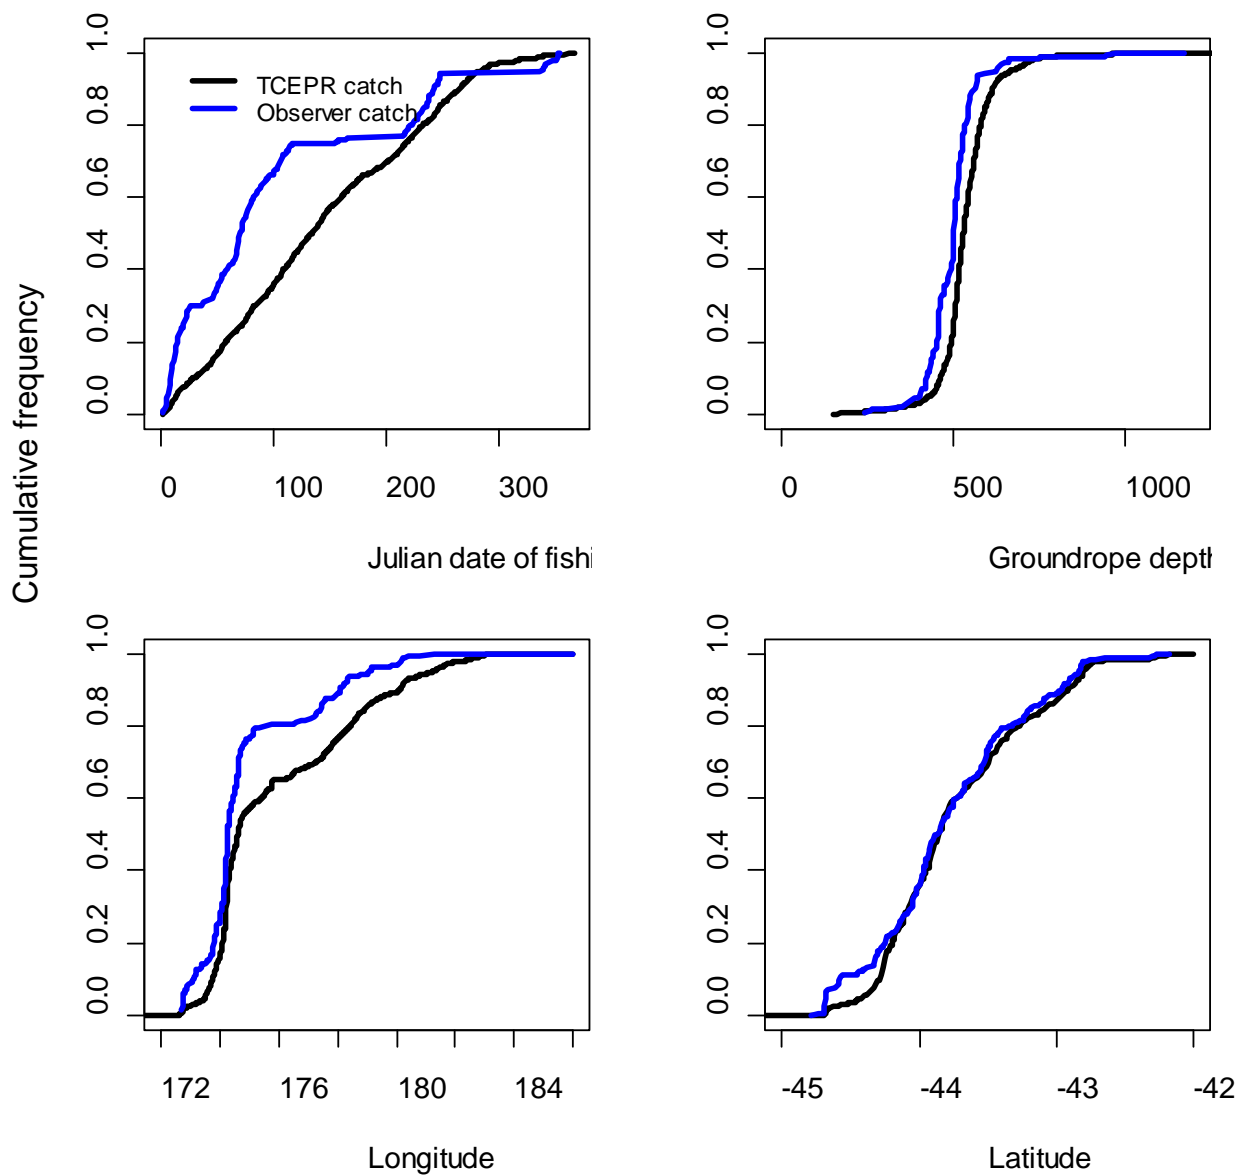 Cumulative frequency
1.0
0.8
0.6
0.4
0.2
0.0
TCEPR catch
Observer catch
0 100 200 300
Julian date of fishi
1.0
0.8
0.6
0.4
0.2
0.0
0 500 1000
Groundrope depth
1.0
0.8
0.6
0.4
0.2
0.0
172 176 180 184
Longitude
1.0
0.8
0.6
0.4
0.2
0.0
-45 -44 -43 -42
Latitude